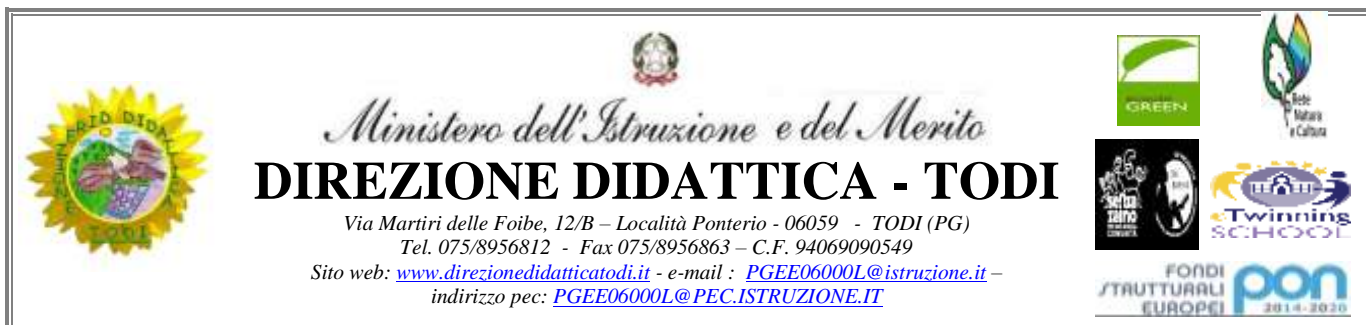 Ministero dell'Istruzione e del Merito
DIREZIONE DIDATTICA - TODI
Via Martiri delle Foibe, 12/B – Località Ponterio - 06059 - TODI (PG)
Tel. 075/8956812 - Fax 075/8956863 – C.F. 94069090549
Sito web: www.direzionedidatticatodi.it - e-mail : PGEE06000L@istruzione.it –
indirizzo pec: PGEE06000L@PEC.ISTRUZIONE.IT
TODI
GREEN
Rete
Natura
e Cultura
eTwinning
SCHOOL
FONDI
STRUTTURALI
EUROPEI
pon
2014-2020